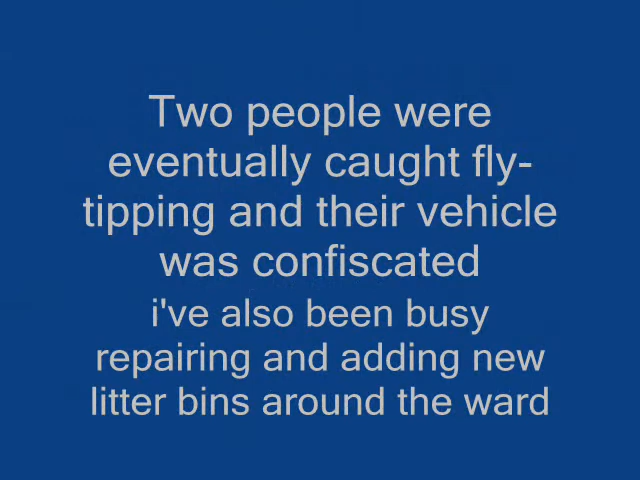 Two people were
eventually caught fly-
tipping and their vehicle
was confiscated
i've also been busy
repairing and adding new
litter bins around the ward